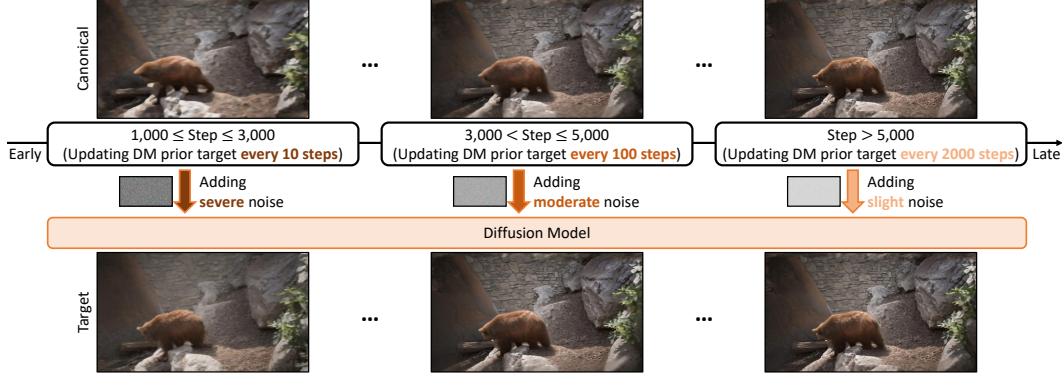 Canonical
...
...
Early
1,000 ≤ Step ≤ 3,000
(Updating DM prior target every 10 steps)
3,000 < Step ≤ 5,000
(Updating DM prior target every 100 steps)
Step > 5,000
(Updating DM prior target every 2000 steps)
Late
Adding
severe noise
Adding
moderate noise
Adding
slight noise
Diffusion Model
Target
...
...